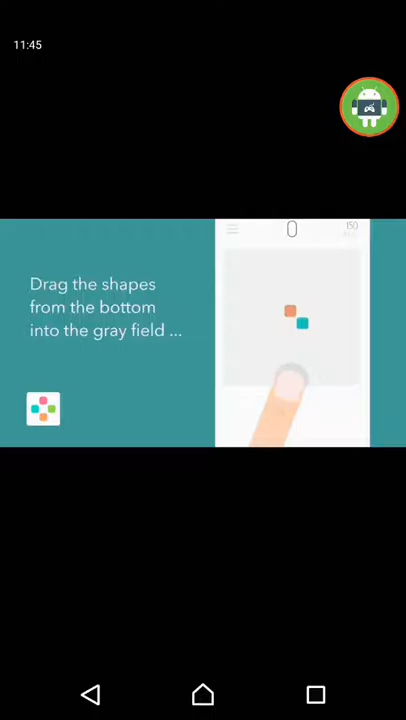 11:45
0
150
Drag the shapes
from the bottom
into the gray field ...